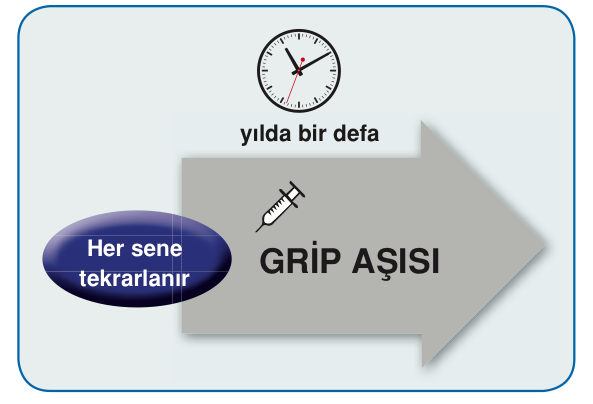 yılda bir defa
Her sene
tekrarlanır
GRİP AŞISI